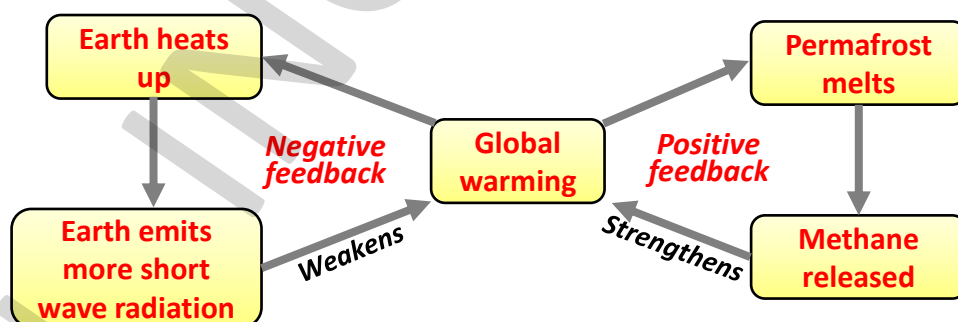 Earth heats
up
Permafrost
melts
Negative
feedback
Global
warming
Positive
feedback
Earth emits
more short
wave radiation
Weakens
Strengthens
Methane
released